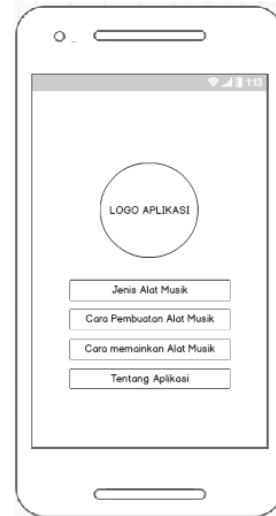 1:13
LOGO APLIKASI
Jenis Alat Musik
Cara Pembuatan Alat Musik
Cara memainkan Alat Musik
Tentang Aplikasi